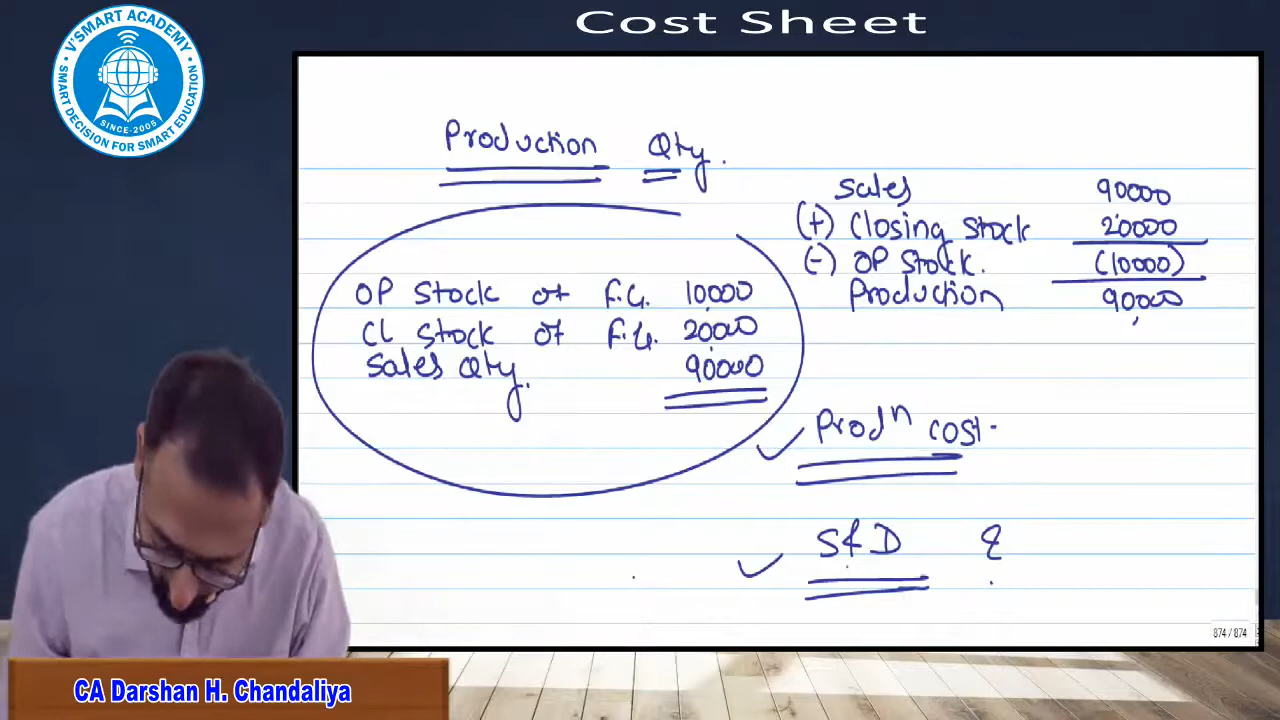 Cost Sheet
V'SMART ACADEMY
SINCE-2005
SMART DECISION FOR SMART EDUCATION
Production Qty.
OP Stock of F.G. 10000
CL Stock of F.G. 20000
Sales Qty. 90000
Sales 90000
(+) Closing Stock 20000
(-) OP Stock. (10000)
Production 90000
Prodn cost.
S&D
874 / 874
CA Darshan H. Chandaliya